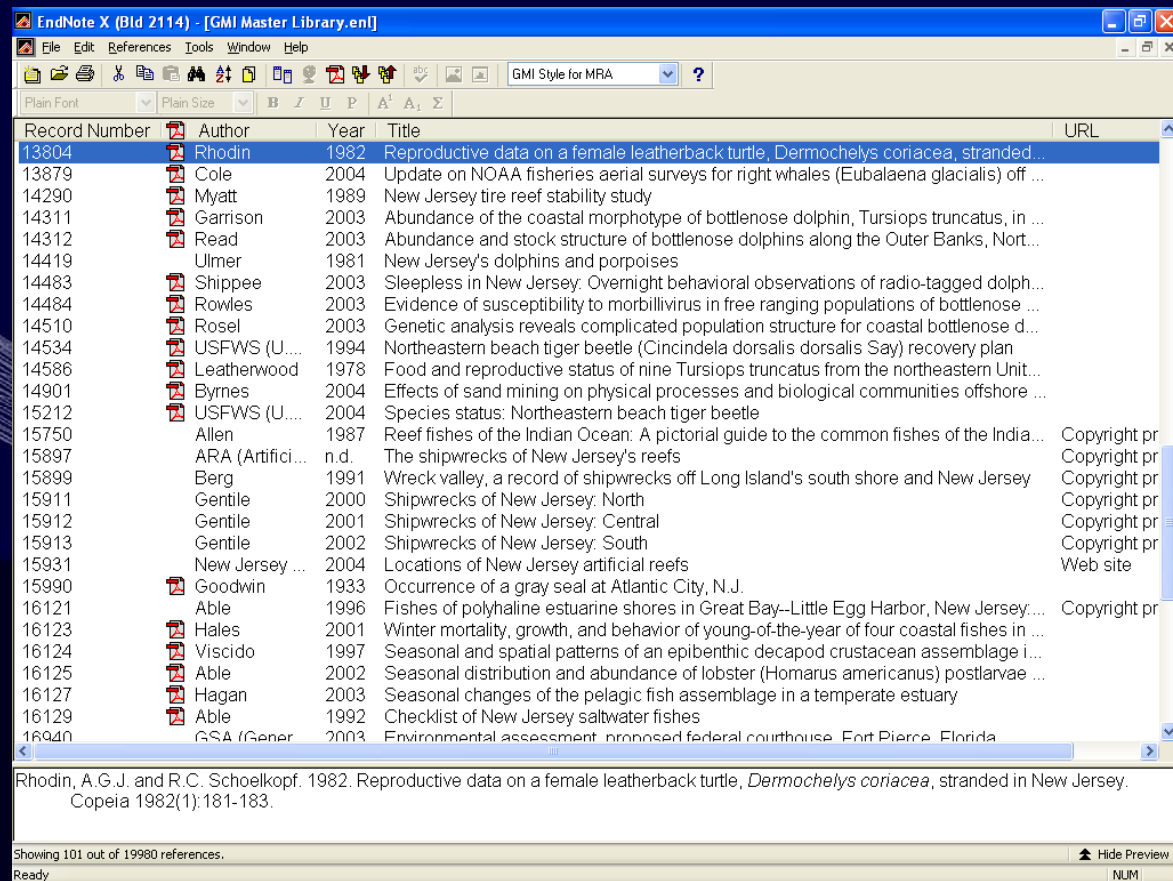 EndNote X (Bld 2114) - [GMI Master Library.enl]
File Edit References Tools Window Help
GMI Style for MRA
Plain Font Plain Size B I U P A¹ A₁ Σ
Record Number Author Year Title URL
13804 Rhodin 1982 Reproductive data on a female leatherback turtle, Dermochelys coriacea, stranded...
13879 Cole 2004 Update on NOAA fisheries aerial surveys for right whales (Eubalaena glacialis) off ...
14290 Myatt 1989 New Jersey tire reef stability study
14311 Garrison 2003 Abundance of the coastal morphotype of bottlenose dolphin, Tursiops truncatus, in ...
14312 Read 2003 Abundance and stock structure of bottlenose dolphins along the Outer Banks, Nort...
14419 Ulmer 1981 New Jersey's dolphins and porpoises
14483 Shippee 2003 Sleepless in New Jersey: Overnight behavioral observations of radio-tagged dolph...
14484 Rowles 2003 Evidence of susceptibility to morbillivirus in free ranging populations of bottlenose ...
14510 Rosel 2003 Genetic analysis reveals complicated population structure for coastal bottlenose d...
14534 USFWS (U.... 1994 Northeastern beach tiger beetle (Cincindela dorsalis dorsalis Say) recovery plan
14586 Leatherwood 1978 Food and reproductive status of nine Tursiops truncatus from the northeastern Unit...
14901 Byrnes 2004 Effects of sand mining on physical processes and biological communities offshore ...
15212 USFWS (U.... 2004 Species status: Northeastern beach tiger beetle
15750 Allen 1987 Reef fishes of the Indian Ocean: A pictorial guide to the common fishes of the India... Copyright pr
15897 ARA (Artifici... n.d. The shipwrecks of New Jersey's reefs Copyright pr
15899 Berg 1991 Wreck valley, a record of shipwrecks off Long Island's south shore and New Jersey Copyright pr
15911 Gentile 2000 Shipwrecks of New Jersey: North Copyright pr
15912 Gentile 2001 Shipwrecks of New Jersey: Central Copyright pr
15913 Gentile 2002 Shipwrecks of New Jersey: South Copyright pr
15931 New Jersey ... 2004 Locations of New Jersey artificial reefs Web site
15990 Goodwin 1933 Occurrence of a gray seal at Atlantic City, N.J.
16121 Able 1996 Fishes of polyhaline estuarine shores in Great Bay--Little Egg Harbor, New Jersey:... Copyright pr
16123 Hales 2001 Winter mortality, growth, and behavior of young-of-the-year of four coastal fishes in ...
16124 Viscido 1997 Seasonal and spatial patterns of an epibenthic decapod crustacean assemblage i...
16125 Able 2002 Seasonal distribution and abundance of lobster (Homarus americanus) postlarvae ...
16127 Hagan 2003 Seasonal changes of the pelagic fish assemblage in a temperate estuary
16129 Able 1992 Checklist of New Jersey saltwater fishes
16940 GSA (Gener 2003 Environmental assessment, proposed federal courthouse, Fort Pierce, Florida
Rhodin, A.G.J. and R.C. Schoelkopf. 1982. Reproductive data on a female leatherback turtle, Dermochelys coriacea, stranded in New Jersey.
Copeia 1982(1):181-183.
Showing 101 out of 19980 references. Hide Preview
Ready NUM